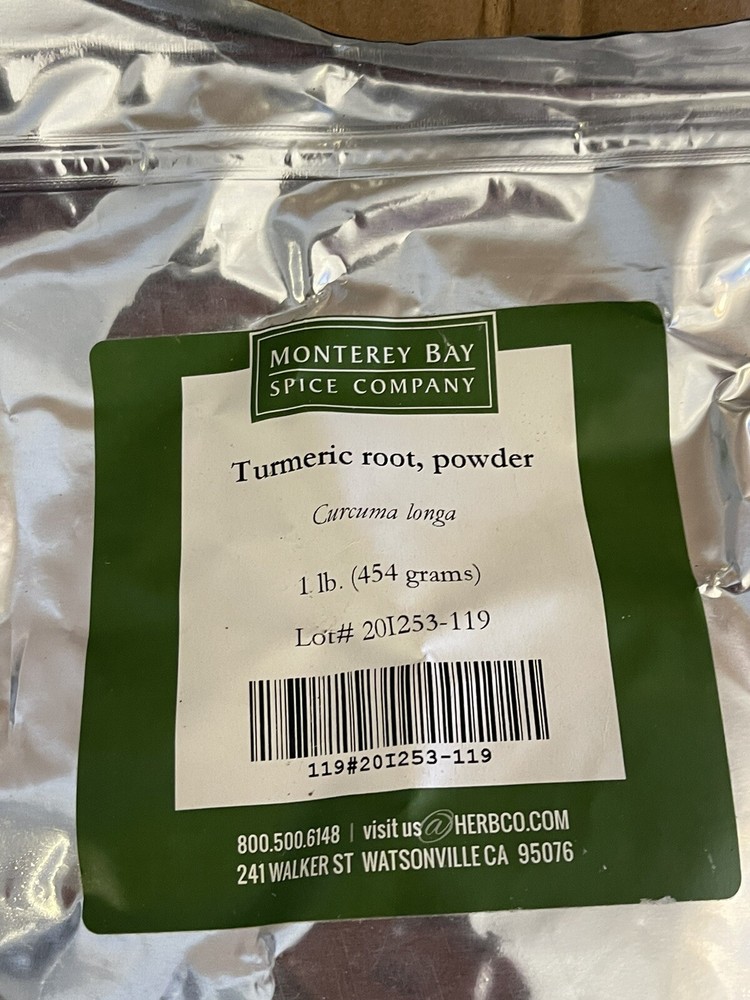 MONTEREY BAY
SPICE COMPANY
Turmeric root, powder
Curcuma longa
1 lb. (454 grams)
Lot# 20I253-119
119#20I253-119
800.500.6148 | visit us@HERBCO.COM
241 WALKER ST WATSONVILLE CA 95076